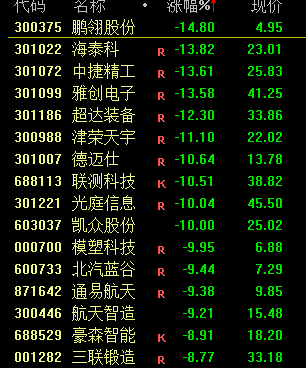 代码 名称 • 涨幅% 现价
300375 鹏翎股份 -14.80 4.95
301022 海泰科 R -13.82 23.01
301072 中捷精工 R -13.61 25.83
301099 雅创电子 R -13.58 41.25
301186 超达装备 R -12.30 33.86
300988 津荣天宇 R -11.10 22.02
301007 德迈仕 R -10.64 13.78
688113 联测科技 K -10.51 38.82
301221 光庭信息 R -10.04 45.50
603037 凯众股份 -10.00 25.02
000700 模塑科技 R -9.95 6.88
600733 北汽蓝谷 R -9.44 7.29
871642 通易航天 R -9.38 9.85
300446 航天智造 R -9.21 15.48
688529 豪森智能 K -8.91 18.20
001282 三联锻造 R -8.77 33.18